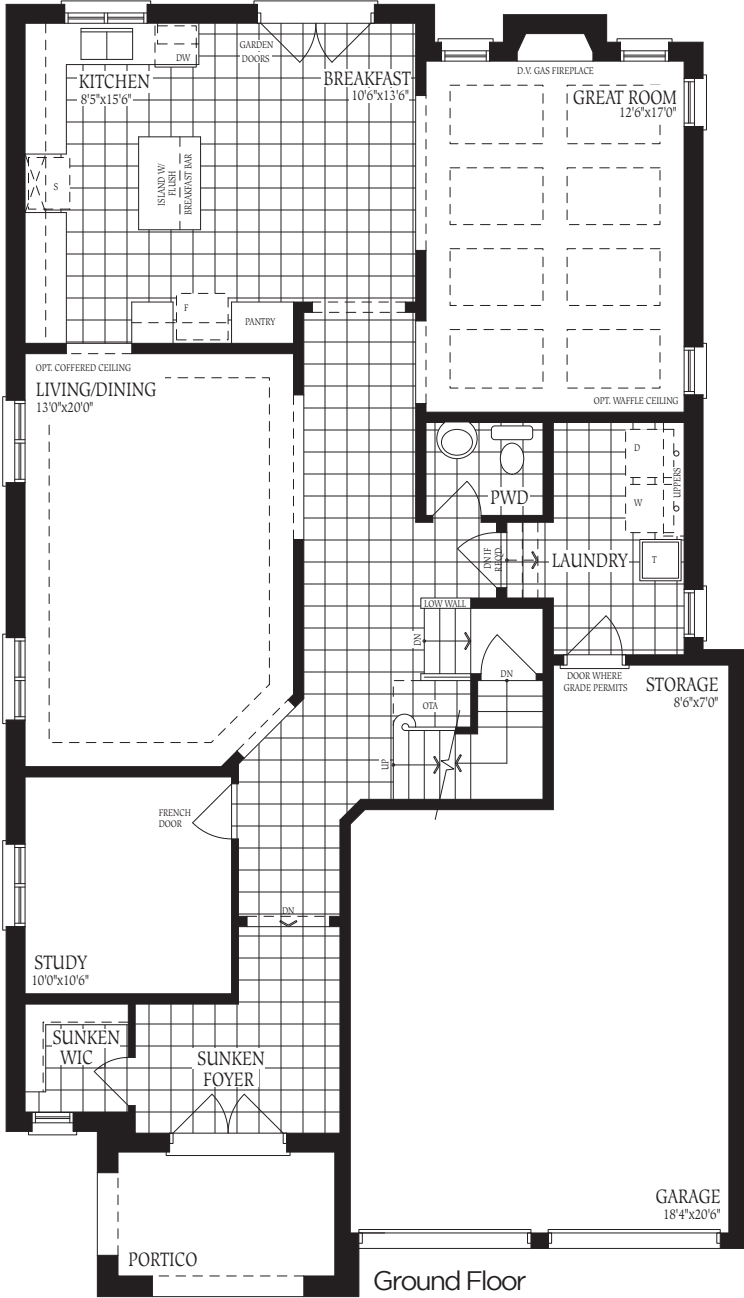 GARDEN
DOORS
DW
KITCHEN
8'5"x15'6"
BREAKFAST
10'6"x13'6"
D.V. GAS FIREPLACE
GREAT ROOM
12'6"x17'0"
S
ISLAND W/
FLUSH
BREAKFAST BAR
F
PANTRY
OPT. COFFERED CEILING
LIVING/DINING
13'0"x20'0"
OPT. WAFFLE CEILING
PWD
D
W
UPPERS
DN IF
REQ'D
LAUNDRY
T
LOW WALL
DN
DN
OTA
UP
DOOR WHERE
GRADE PERMITS
STORAGE
8'6"x7'0"
FRENCH
DOOR
DN
STUDY
10'0"x10'6"
SUNKEN
WIC
SUNKEN
FOYER
GARAGE
18'4"x20'6"
PORTICO
Ground Floor